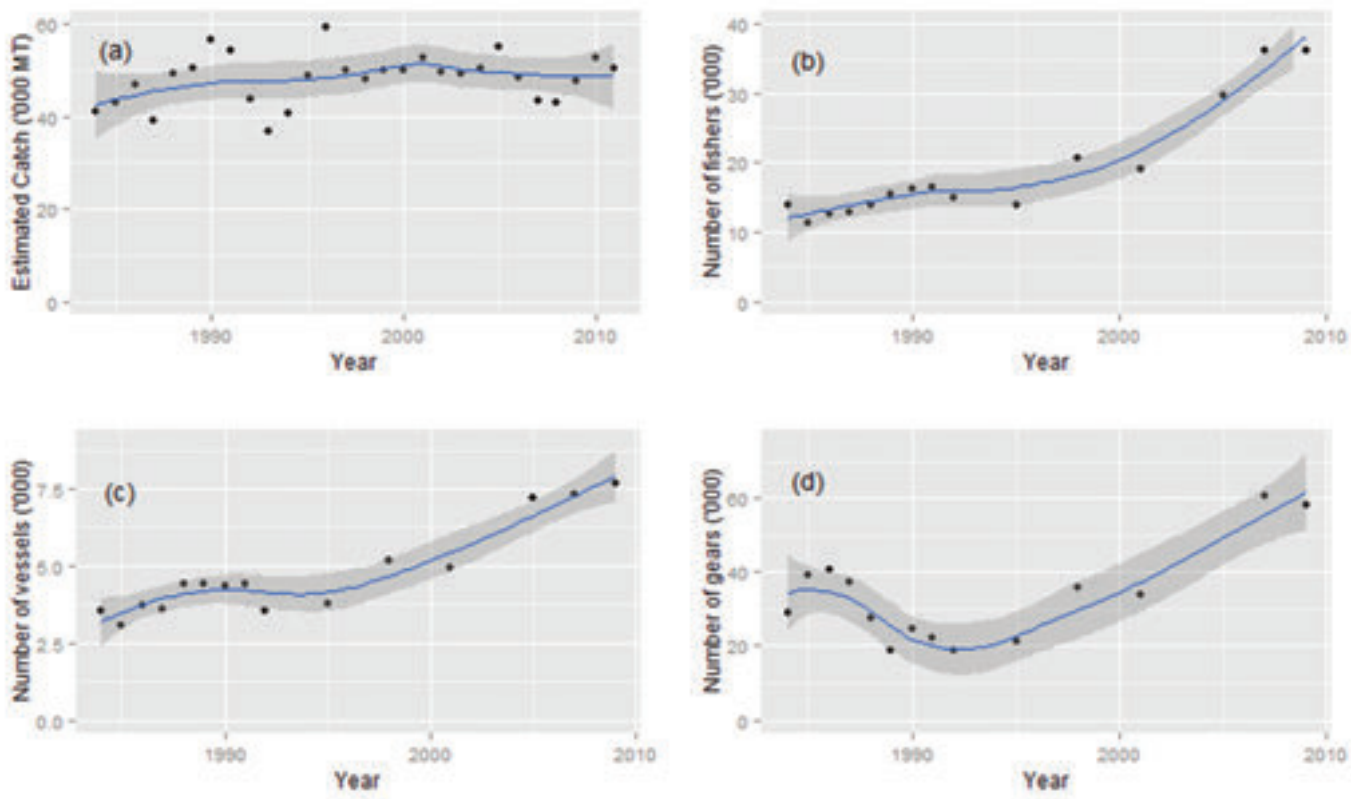 (a)
Estimated Catch ('000 MT)
60
40
20
0
1990 2000 2010
Year
(b)
Number of fishers ('000)
40
30
20
10
0
1990 2000 2010
Year
(c)
Number of vessels ('000)
7.5
5.0
2.5
0.0
1990 2000 2010
Year
(d)
Number of gears ('000)
60
40
20
0
1990 2000 2010
Year